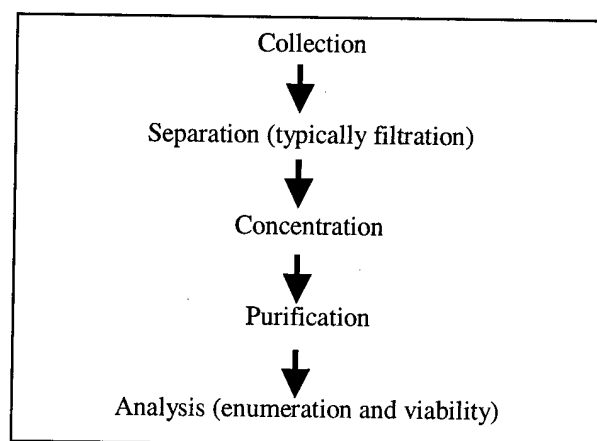 Collection
Separation (typically filtration)
Concentration
Purification
Analysis (enumeration and viability)